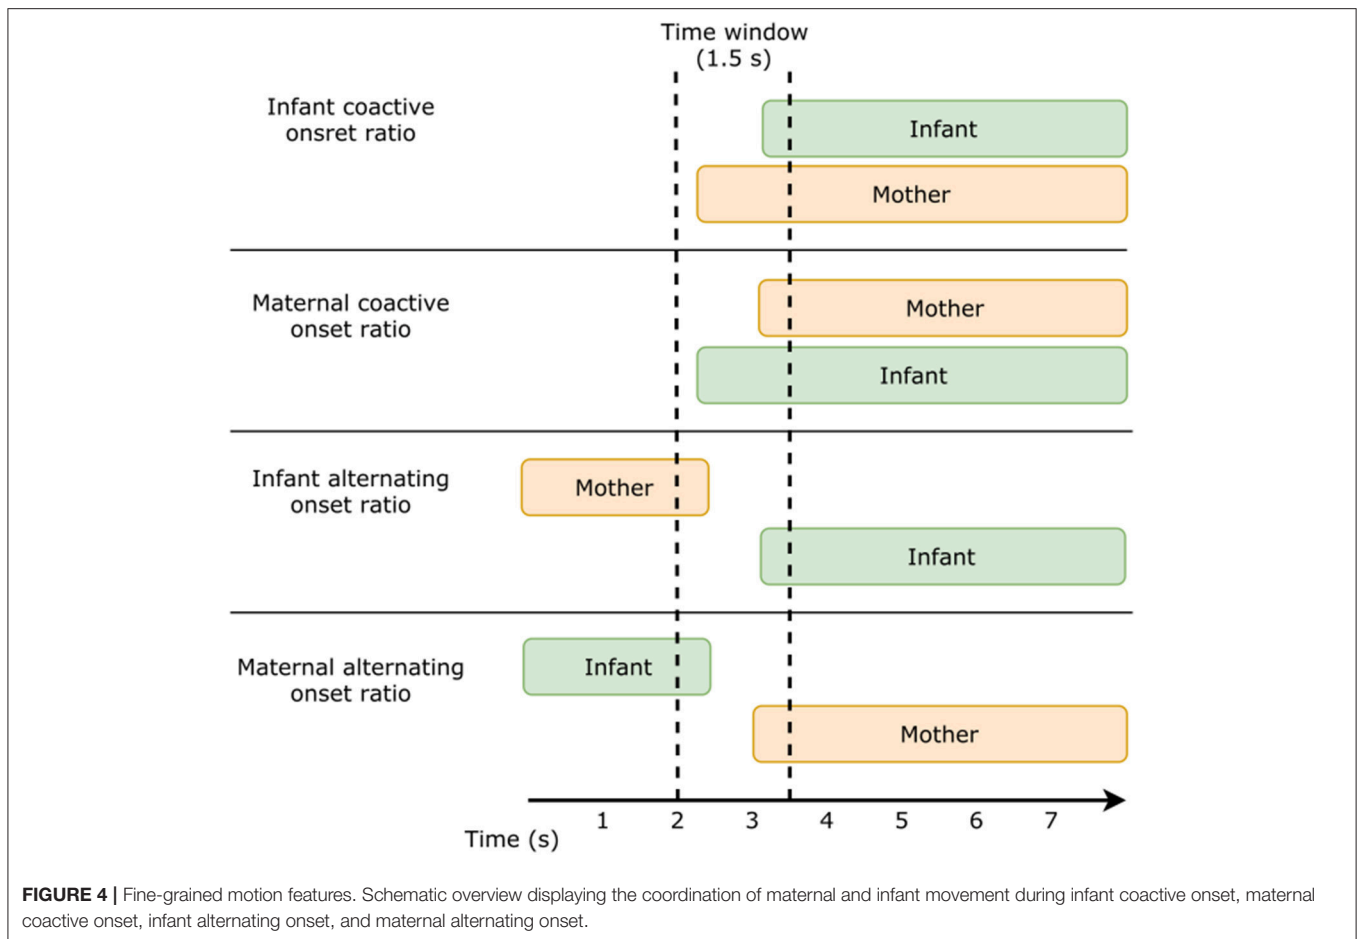 Time window
(1.5 s)
Infant coactive
onsret ratio
Infant
Mother
Maternal coactive
onset ratio
Mother
Infant
Infant alternating
onset ratio
Mother
Infant
Maternal alternating
onset ratio
Infant
Mother
1 2 3 4 5 6 7
Time (s)
FIGURE 4 | Fine-grained motion features. Schematic overview displaying the coordination of maternal and infant movement during infant coactive onset, maternal
coactive onset, infant alternating onset, and maternal alternating onset.